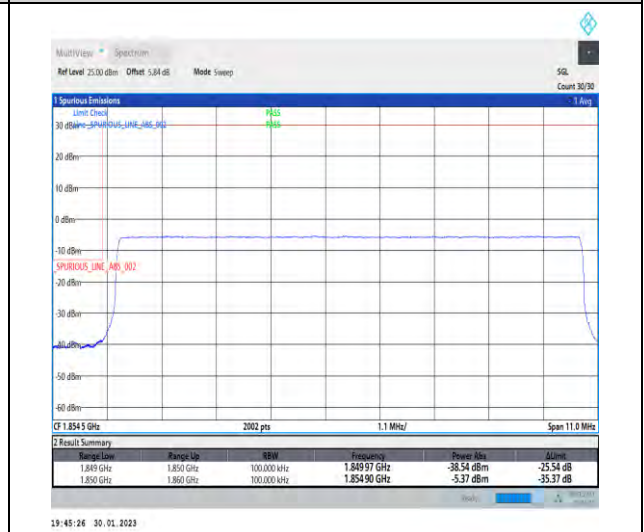 MultiView Spectrum
Ref Level 25.00 dBm Offset 5.84 dB Mode Sweep SGL
Count 30/30
1 Spurious Emissions 1 Avg
Limit Check PASS
30 dBm Line _SPURIOUS_LINE_ABS_002 PASS
20 dBm
10 dBm
0 dBm
-10 dBm
_SPURIOUS_LINE_ABS_002
-20 dBm
-30 dBm
-40 dBm
-50 dBm
-60 dBm
CF 1.854 5 GHz 2002 pts 1.1 MHz/ Span 11.0 MHz
2 Result Summary
Range Low Range Up RBW Frequency Power Abs ΔLimit
1.849 GHz 1.850 GHz 100.000 kHz 1.849 97 GHz -38.54 dBm -25.54 dB
1.850 GHz 1.860 GHz 100.000 kHz 1.854 90 GHz -5.37 dBm -35.37 dB
Ready
19:45:26 30.01.2023